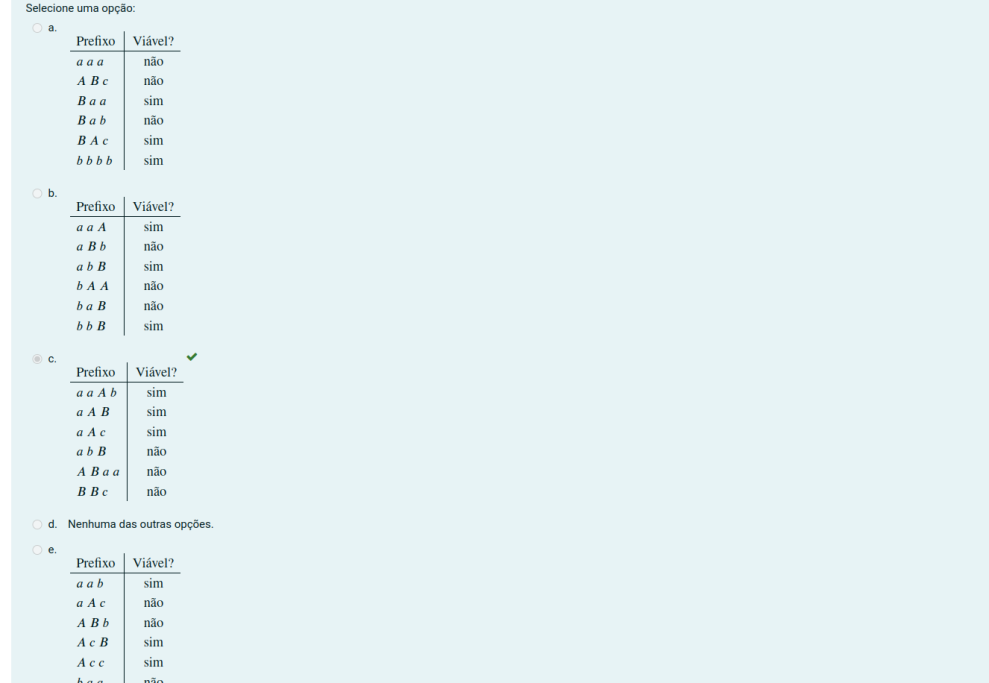 Selecione uma opção:
a.
Prefixo Viável?
a a a não
A B c não
B a a sim
B a b não
B A c sim
b b b b sim
b.
Prefixo Viável?
a a A sim
a B b não
a b B sim
b A A não
b a B não
b b B sim
c.
Prefixo Viável?
a a A b sim
a A B sim
a A c sim
a b B não
A B a a não
B B c não
d. Nenhuma das outras opções.
e.
Prefixo Viável?
a a b sim
a A c não
A B b não
A c B sim
A c c sim
b a a não